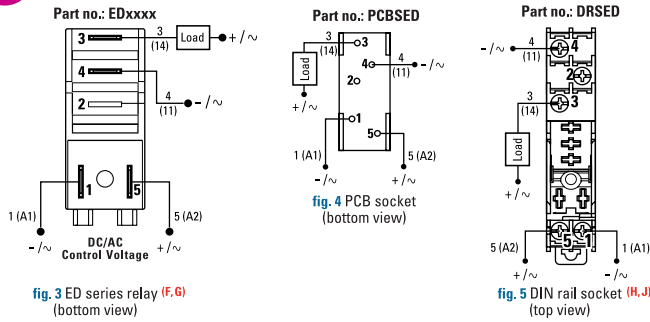 Part no.: EDxxxx
3
3
(14)
Load
+/~
4
4
(11)
-/~
2
1
5
1 (A1)
-/~
5 (A2)
+/~
DC/AC
Control Voltage
fig. 3 ED series relay (F, G)
(bottom view)
Part no.: PCBSED
3
(14)
3
Load
+/~
4
4
(11)
-/~
2
1
5
1 (A1)
-/~
5 (A2)
+/~
fig. 4 PCB socket
(bottom view)
Part no.: DRSED
-/~
4
(11)
4
2
3
3
(14)
Load
+/~
5
1
5 (A2)
+/~
1 (A1)
-/~
fig. 5 DIN rail socket (H, J)
(top view)